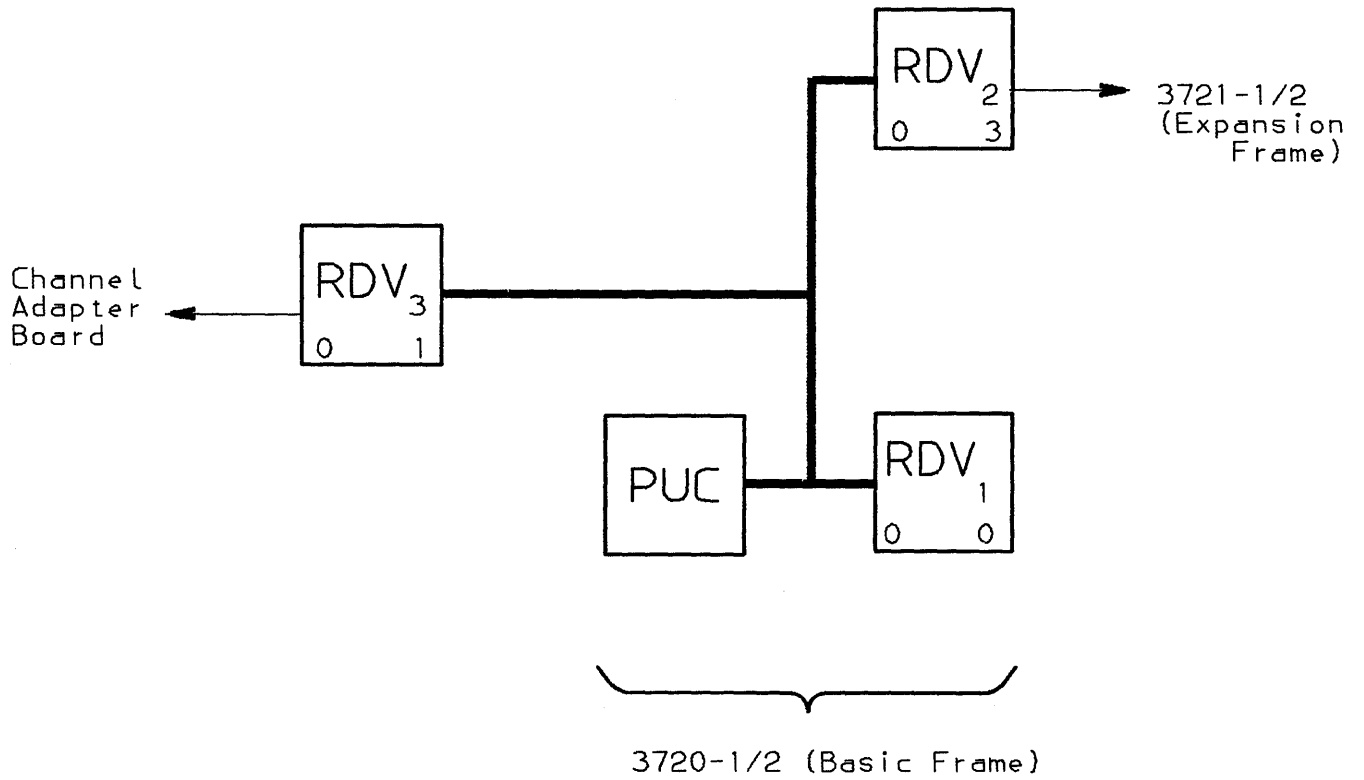 RDV2
0 3
3721-1/2
(Expansion
Frame)
Channel
Adapter
Board
RDV3
0 1
PUC
RDV1
0 0
3720-1/2 (Basic Frame)